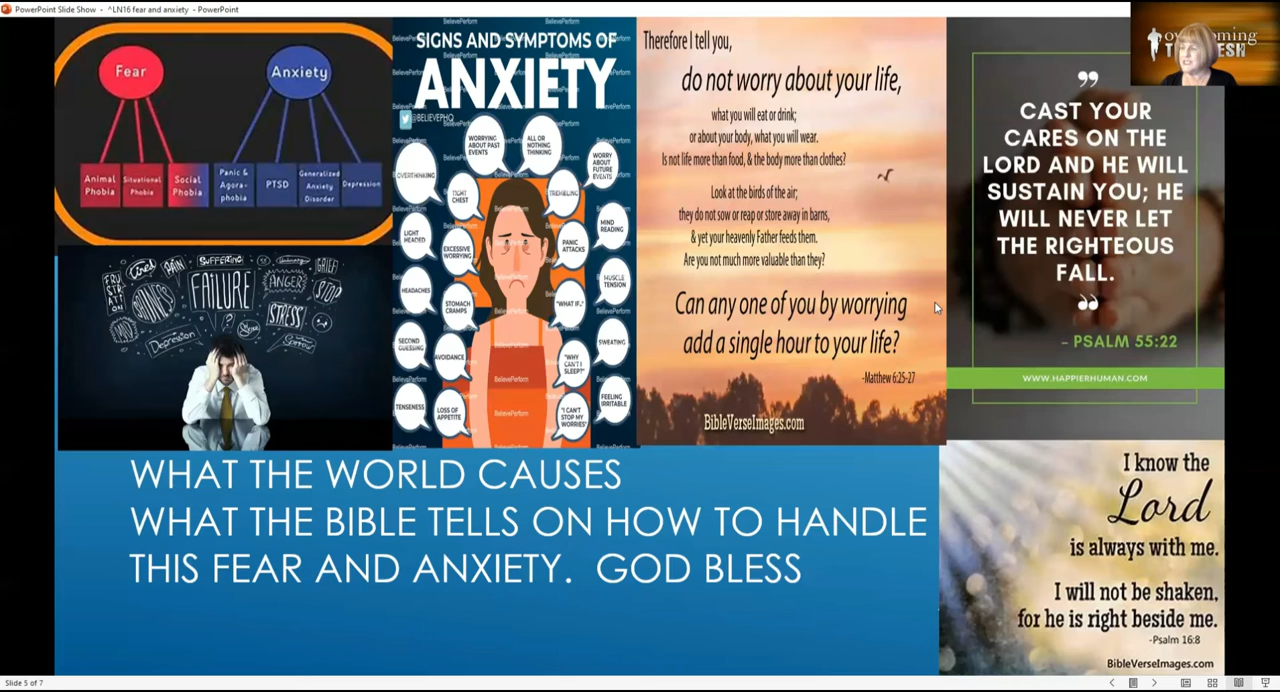 PowerPoint Slide Show - ^LN16 fear and anxiety - PowerPoint
Fear
Anxiety
Animal
Phobia
Situational
Phobia
Social
Phobia
Panic &
Agora-
phobia
PTSD
Generalized
Anxiety
Disorder
Depression
FRU
STRATI
ON
Tired
PAIN
SUFFERING
GRIEF
FAILURE
ANGER
STOP
STRESS
?
Depression
SIGNS AND SYMPTOMS OF
ANXIETY
@BELIEVEPHQ
WORRYING
ABOUT PAST
EVENTS
ALL OR
NOTHING
THINKING
OVERTHINKING
WORRY
ABOUT
FUTURE
EVENTS
TIGHT
CHEST
TREMBLING
LIGHT
HEADED
MIND
READING
EXCESSIVE
WORRYING
PANIC
ATTACKS
HEADACHES
MUSCLE
TENSION
STOMACH
CRAMPS
"WHAT IF.."
SECOND
GUESSING
SWEATING
AVOIDANCE
"WHY
CAN'T I
SLEEP?"
TENSENESS
FEELING
IRRITABLE
LOSS OF
APPETITE
"I CAN'T
STOP MY
WORRIES"
BelievePerform
Therefore I tell you,
do not worry about your life,
what you will eat or drink;
or about your body, what you will wear.
Is not life more than food, & the body more than clothes?
Look at the birds of the air;
they do not sow or reap or store away in barns,
& yet your heavenly Father feeds them.
Are you not much more valuable than they?
Can any one of you by worrying
add a single hour to your life?
-Matthew 6:25-27
BibleVerseImages.com
”
CAST YOUR
CARES ON THE
LORD AND HE WILL
SUSTAIN YOU; HE
WILL NEVER LET
THE RIGHTEOUS
FALL.
”
– PSALM 55:22
WWW.HAPPIERHUMAN.COM
WHAT THE WORLD CAUSES
WHAT THE BIBLE TELLS ON HOW TO HANDLE
THIS FEAR AND ANXIETY. GOD BLESS
I know the
Lord
is always with me.
I will not be shaken,
for he is right beside me.
-Psalm 16:8
BibleVerseImages.com
Slide 5 of 7